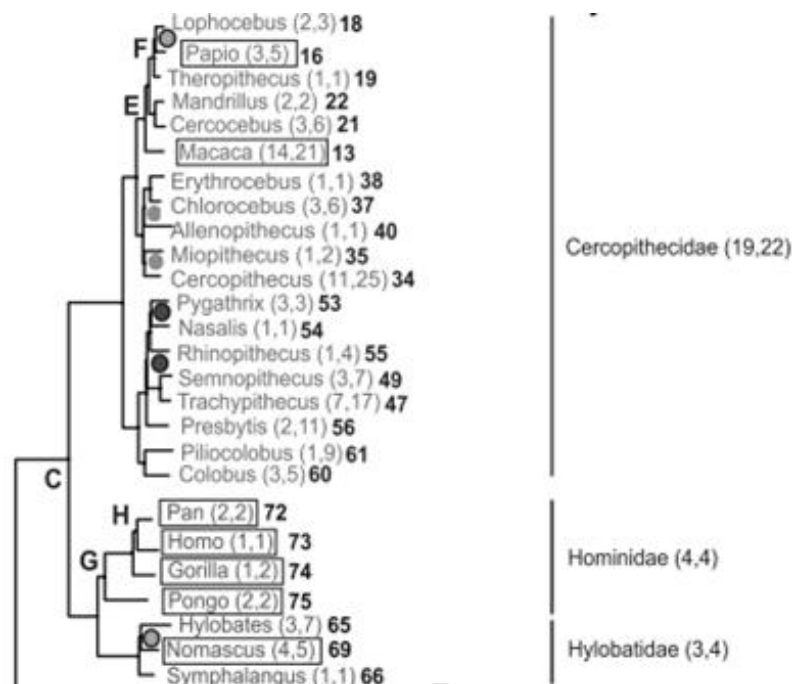 Lophocebus (2,3) 18
F
Papio (3,5) 16
Theropithecus (1,1) 19
E
Mandrillus (2,2) 22
Cercocebus (3,6) 21
Macaca (14,21) 13
Erythrocebus (1,1) 38
Chlorocebus (3,6) 37
Allenopithecus (1,1) 40
Miopithecus (1,2) 35
Cercopithecus (11,25) 34
Cercopithecidae (19,22)
Pygathrix (3,3) 53
Nasalis (1,1) 54
Rhinopithecus (1,4) 55
Semnopithecus (3,7) 49
Trachypithecus (7,17) 47
Presbytis (2,11) 56
Piliocolobus (1,9) 61
Colobus (3,5) 60
C
H
Pan (2,2) 72
Homo (1,1) 73
G
Gorilla (1,2) 74
Pongo (2,2) 75
Hominidae (4,4)
Hylobates (3,7) 65
Nomascus (4,5) 69
Symphalangus (1,1) 66
Hylobatidae (3,4)